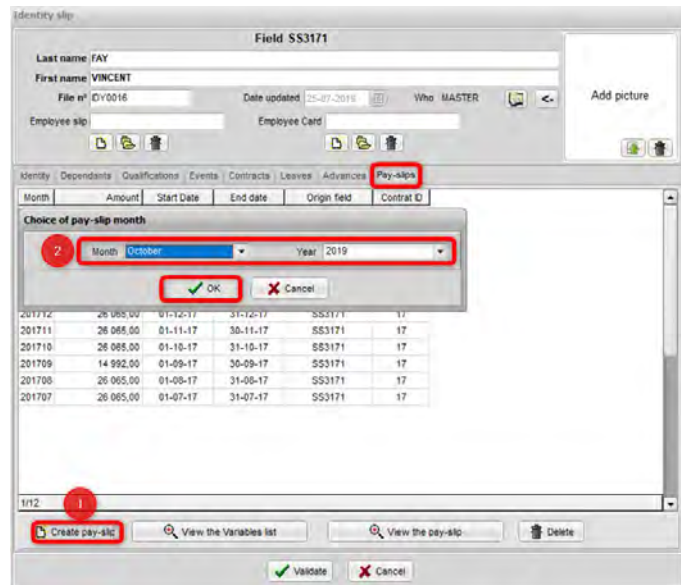 Identity slip
Field SS3171
Last name FAY
First name VINCENT
File nº IDY0016 Date updated 25-07-2019 Who MASTER <-
Add picture
Employee slip Employee Card
Identity Dependants Qualifications Events Contracts Leaves Advances Pay-slips
Month Amount Start Date End date Origin field Contrat ID
Choice of pay-slip month
2 Month October Year 2019
OK Cancel
201712 26 065,00 01-12-17 31-12-17 SS3171 17
201711 26 065,00 01-11-17 30-11-17 SS3171 17
201710 26 065,00 01-10-17 31-10-17 SS3171 17
201709 14 992,00 01-09-17 30-09-17 SS3171 17
201708 26 065,00 01-08-17 31-08-17 SS3171 17
201707 26 065,00 01-07-17 31-07-17 SS3171 17
1/12 1
Create pay-slip View the Variables list View the pay-slip Delete
Validate Cancel